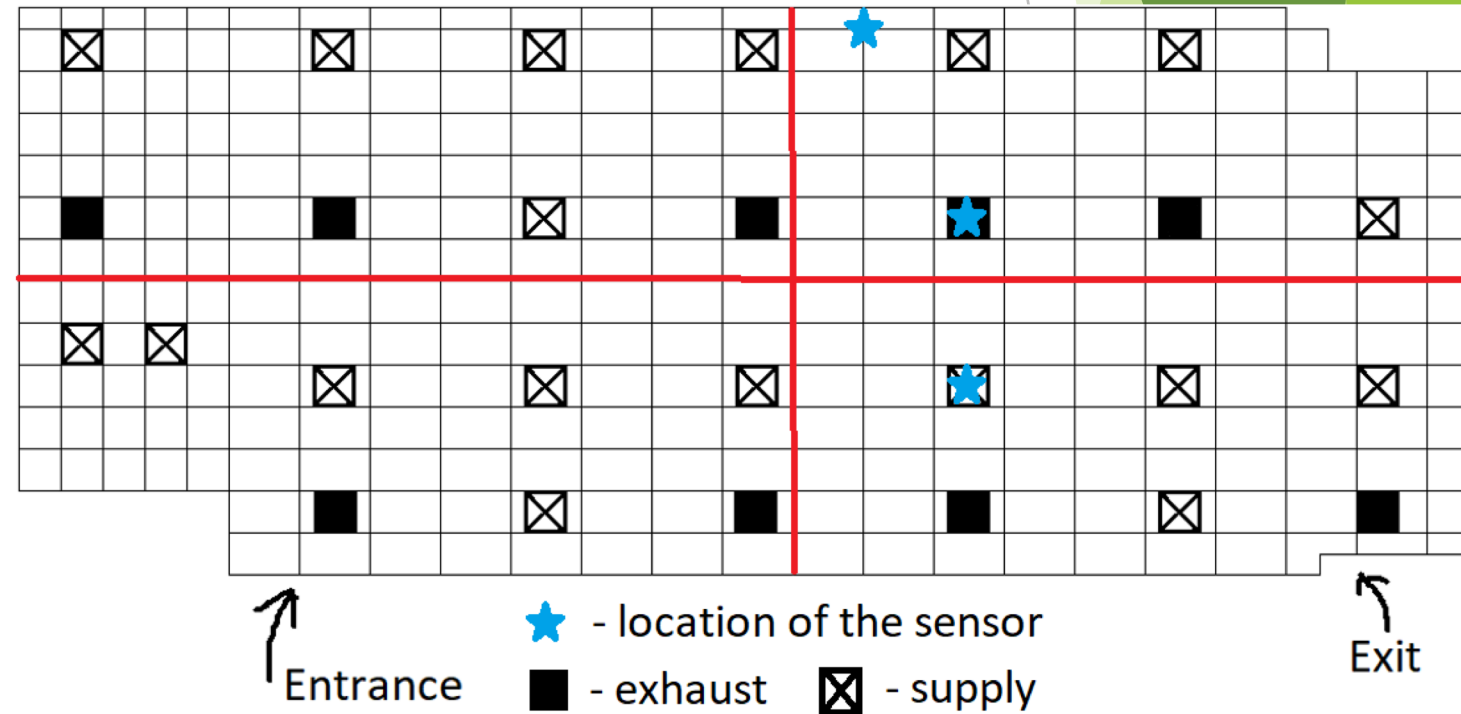 - location of the sensor
Entrance
- exhaust
- supply
Exit